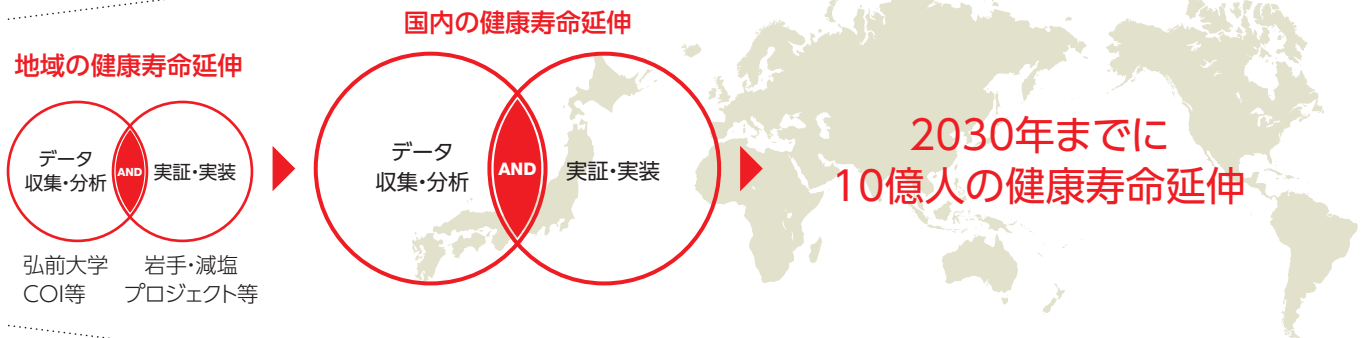 地域の健康寿命延伸
データ
収集・分析
AND
実証・実装
弘前大学
COI等
岩手・減塩
プロジェクト等
国内の健康寿命延伸
データ
収集・分析
AND
実証・実装
2030年までに
10億人の健康寿命延伸